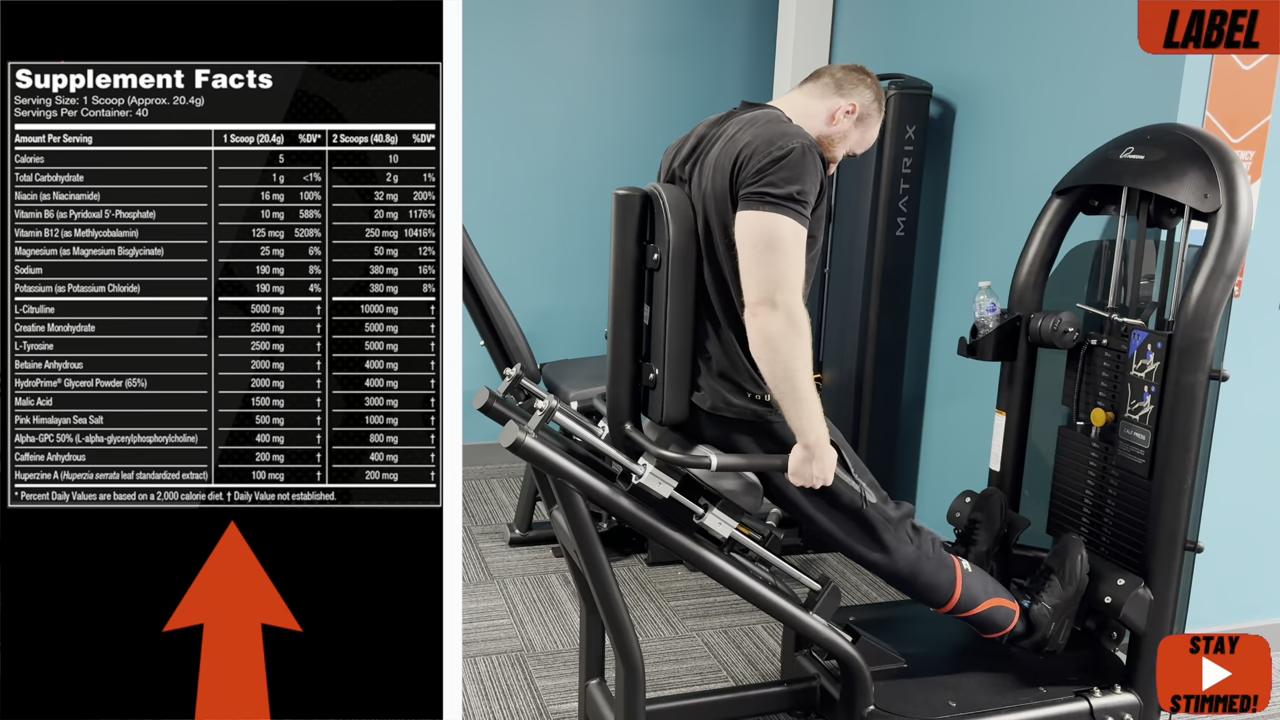 Supplement Facts
Serving Size: 1 Scoop (Approx. 20.4g)
Servings Per Container: 40
Amount Per Serving 1 Scoop (20.4g) %DV* 2 Scoops (40.8g) %DV*
Calories 5 10
Total Carbohydrate 1 g <1% 2 g 1%
Niacin (as Niacinamide) 16 mg 100% 32 mg 200%
Vitamin B6 (as Pyridoxal 5'-Phosphate) 10 mg 588% 20 mg 1176%
Vitamin B12 (as Methlycobalamin) 125 mcg 5208% 250 mcg 10416%
Magnesium (as Magnesium Bisglycinate) 25 mg 6% 50 mg 12%
Sodium 190 mg 8% 380 mg 16%
Potassium (as Potassium Chloride) 190 mg 4% 380 mg 8%
L-Citrulline 5000 mg † 10000 mg †
Creatine Monohydrate 2500 mg † 5000 mg †
L-Tyrosine 2500 mg † 5000 mg †
Betaine Anhydrous 2000 mg † 4000 mg †
HydroPrime® Glycerol Powder (65%) 2000 mg † 4000 mg †
Malic Acid 1500 mg † 3000 mg †
Pink Himalayan Sea Salt 500 mg † 1000 mg †
Alpha-GPC 50% (L-alpha-glycerylphosphorylcholine) 400 mg † 800 mg †
Caffeine Anhydrous 200 mg † 400 mg †
Huperzine A (Huperzia serrata leaf standardized extract) 100 mcg † 200 mcg †
* Percent Daily Values are based on a 2,000 calorie diet. † Daily Value not established.
LABEL
MATRIX
CALF PRESS
STAY
STIMMED!